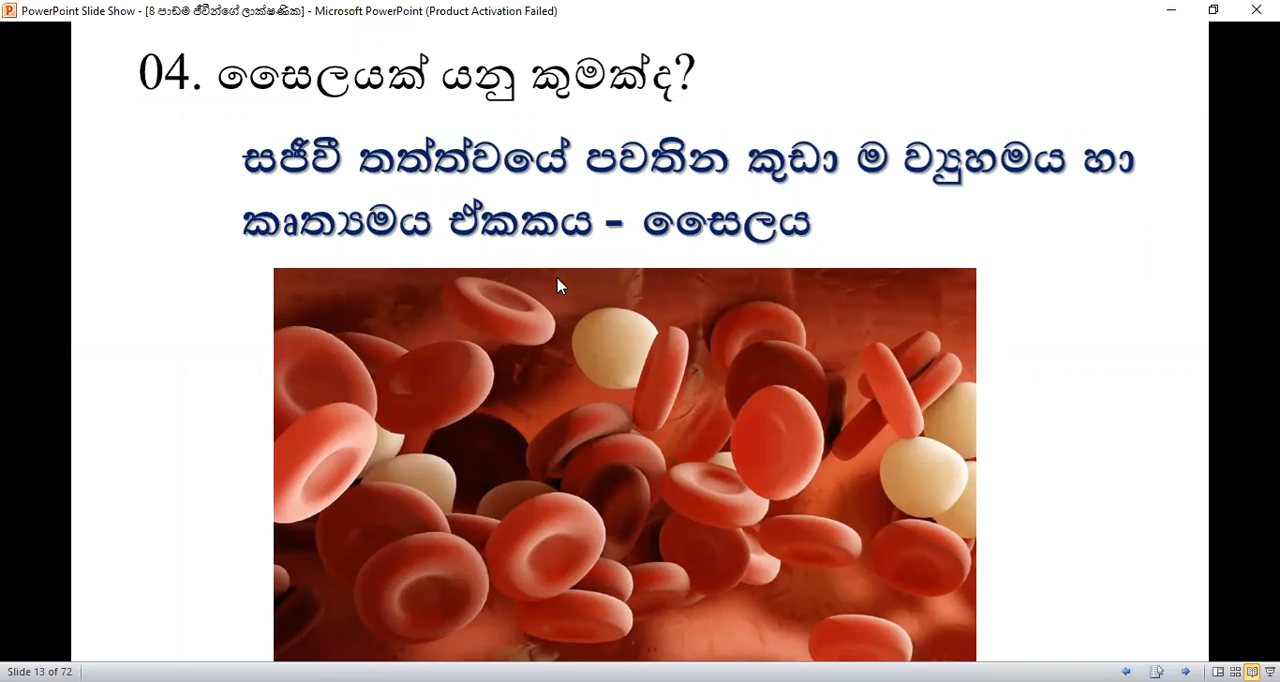 PowerPoint Slide Show - [8 පාඩම ජීවීන්ගේ ලාක්ෂණික] - Microsoft PowerPoint (Product Activation Failed)
04. සෛලයක් යනු කුමක්ද?
සජීවී තත්ත්වයේ පවතින කුඩා ම ව්‍යුහමය හා
කෘත්‍යමය ඒකකය - සෛලය
Slide 13 of 72